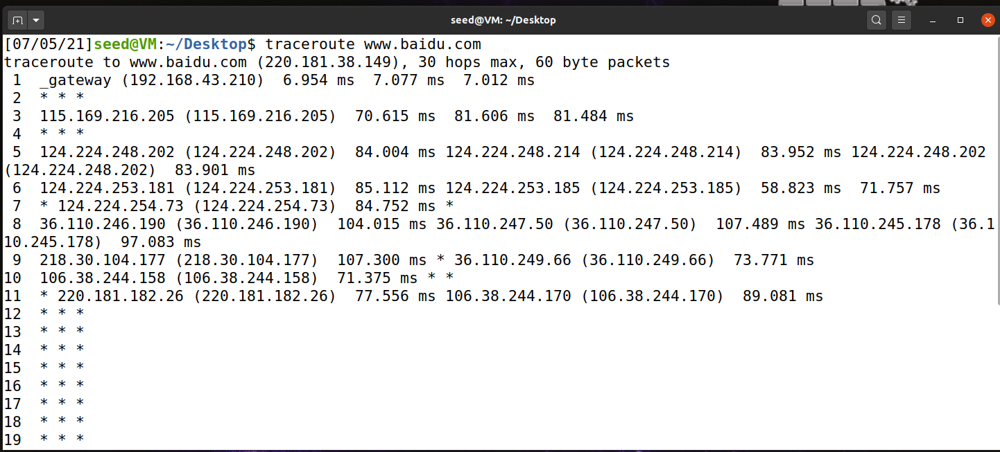 seed@VM: ~/Desktop
[07/05/21]seed@VM:~/Desktop$ traceroute www.baidu.com
traceroute to www.baidu.com (220.181.38.149), 30 hops max, 60 byte packets
 1  _gateway (192.168.43.210)  6.954 ms  7.077 ms  7.012 ms
 2  * * *
 3  115.169.216.205 (115.169.216.205)  70.615 ms  81.606 ms  81.484 ms
 4  * * *
 5  124.224.248.202 (124.224.248.202)  84.004 ms 124.224.248.214 (124.224.248.214)  83.952 ms 124.224.248.202
(124.224.248.202)  83.901 ms
 6  124.224.253.181 (124.224.253.181)  85.112 ms 124.224.253.185 (124.224.253.185)  58.823 ms  71.757 ms
 7  * 124.224.254.73 (124.224.254.73)  84.752 ms *
 8  36.110.246.190 (36.110.246.190)  104.015 ms 36.110.247.50 (36.110.247.50)  107.489 ms 36.110.245.178 (36.1
10.245.178)  97.083 ms
 9  218.30.104.177 (218.30.104.177)  107.300 ms * 36.110.249.66 (36.110.249.66)  73.771 ms
10  106.38.244.158 (106.38.244.158)  71.375 ms * *
11  * 220.181.182.26 (220.181.182.26)  77.556 ms 106.38.244.170 (106.38.244.170)  89.081 ms
12  * * *
13  * * *
14  * * *
15  * * *
16  * * *
17  * * *
18  * * *
19  * * *